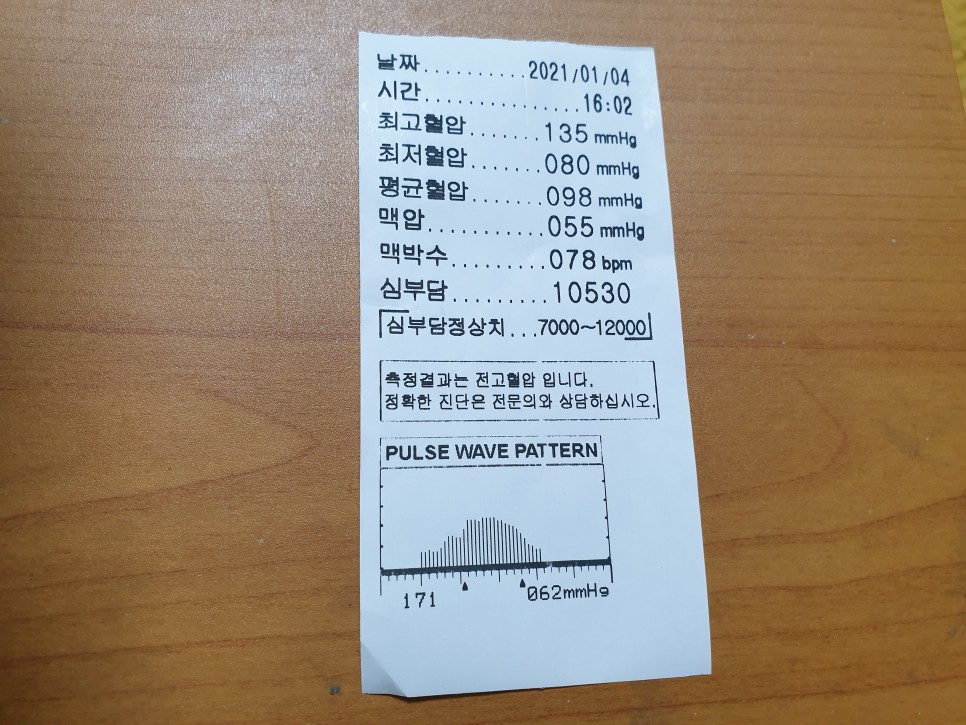 날짜..........2021/01/04
시간...............16:02
최고혈압.......135 mmHg
최저혈압.......080 mmHg
평균혈압.......098 mmHg
맥압...........055 mmHg
맥박수.........078 bpm
심부담.........10530
심부담정상치...7000~12000
측정결과는 전고혈압 입니다.
정확한 진단은 전문의와 상담하십시오.
PULSE WAVE PATTERN
171 062mmHg